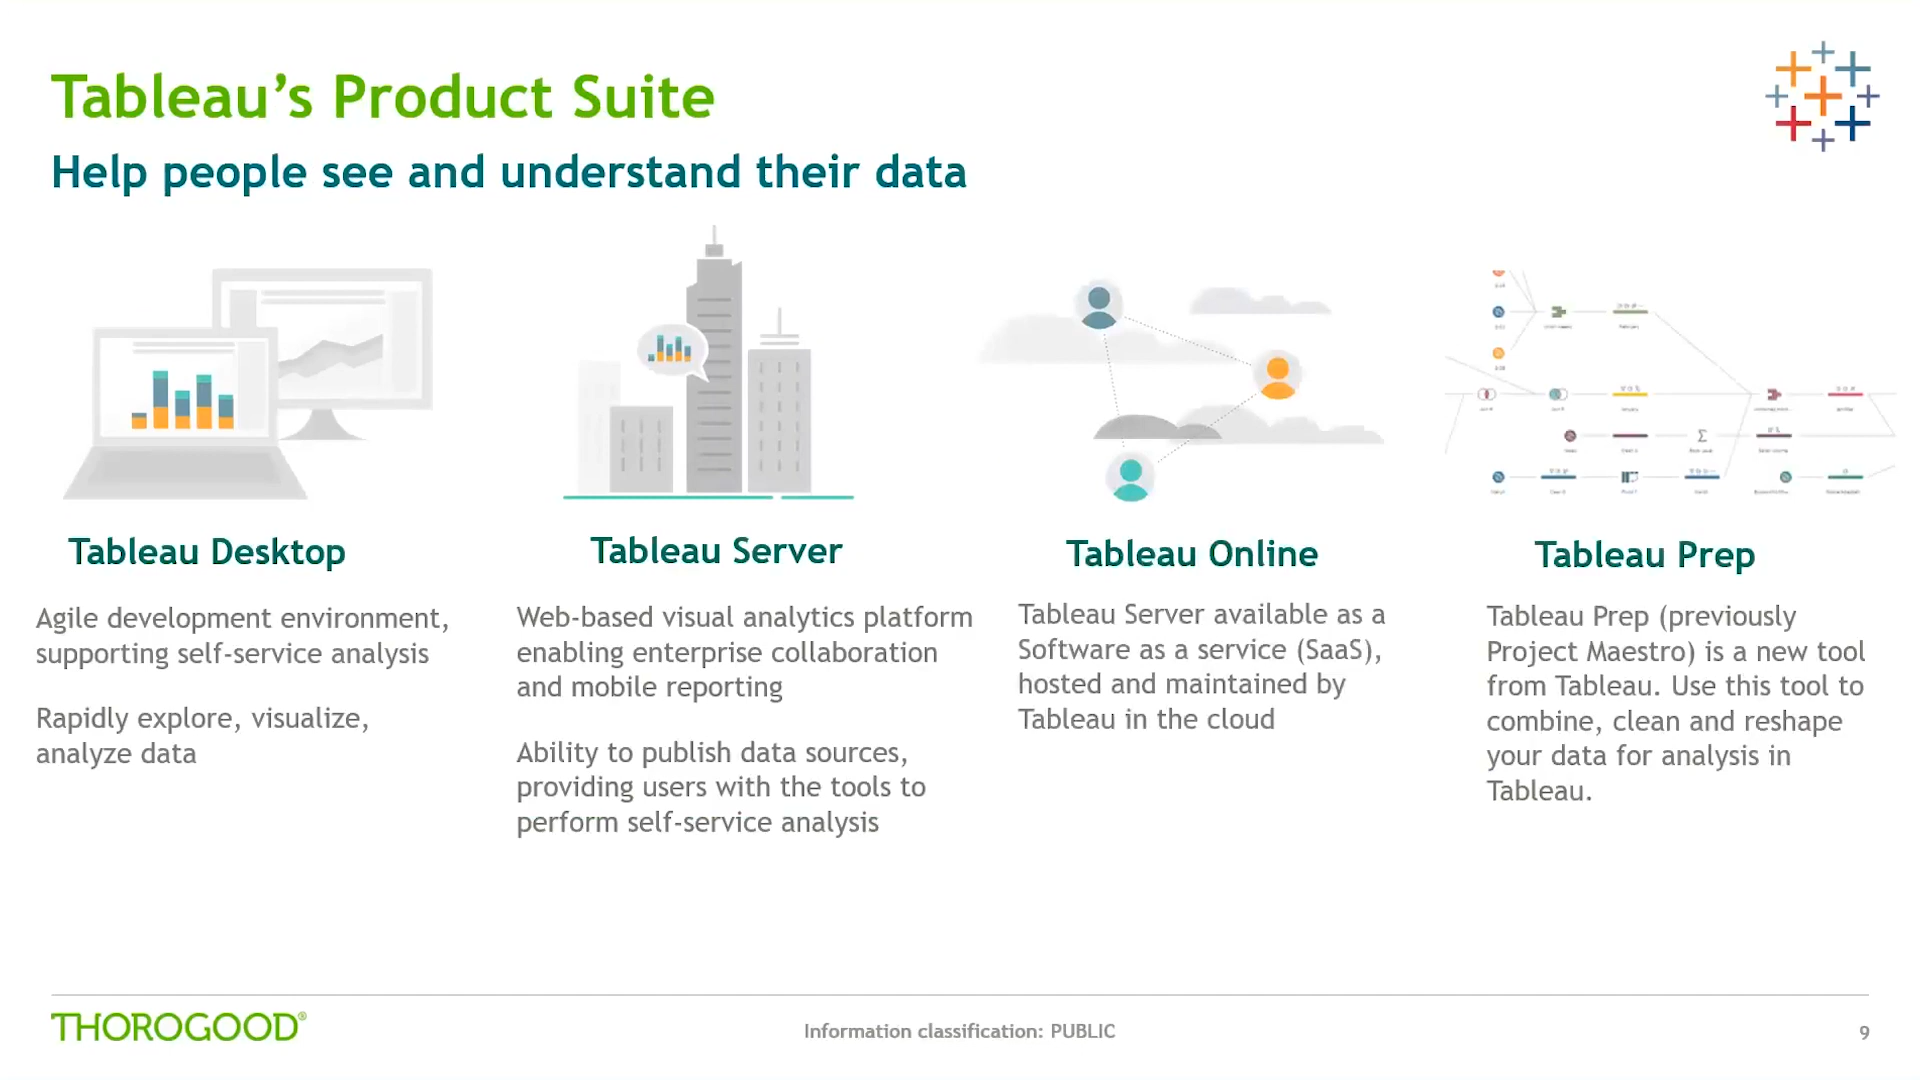 Tableau’s Product Suite
Help people see and understand their data
Tableau Desktop
Agile development environment,
supporting self-service analysis
Rapidly explore, visualize,
analyze data
Tableau Server
Web-based visual analytics platform
enabling enterprise collaboration
and mobile reporting
Ability to publish data sources,
providing users with the tools to
perform self-service analysis
Tableau Online
Tableau Server available as a
Software as a service (SaaS),
hosted and maintained by
Tableau in the cloud
Tableau Prep
Tableau Prep (previously
Project Maestro) is a new tool
from Tableau. Use this tool to
combine, clean and reshape
your data for analysis in
Tableau.
THOROGOOD®
Information classification: PUBLIC
9